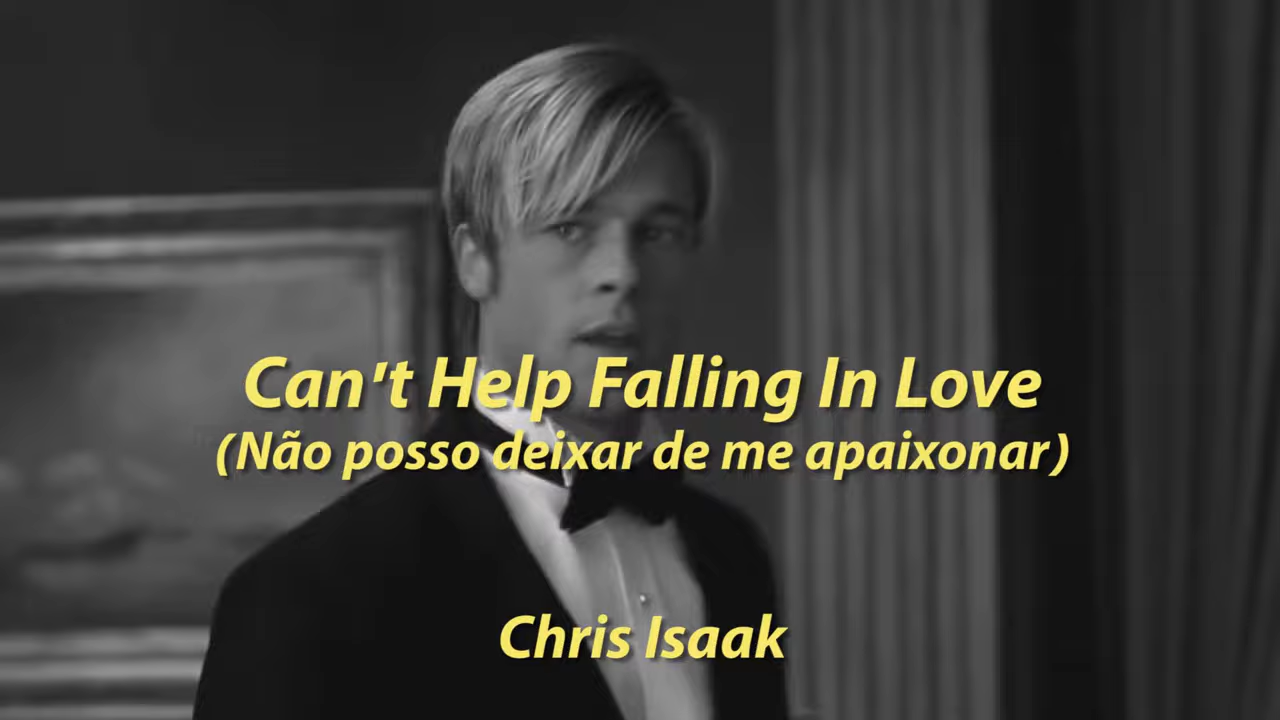 Can't Help Falling In Love
(Não posso deixar de me apaixonar)
Chris Isaak